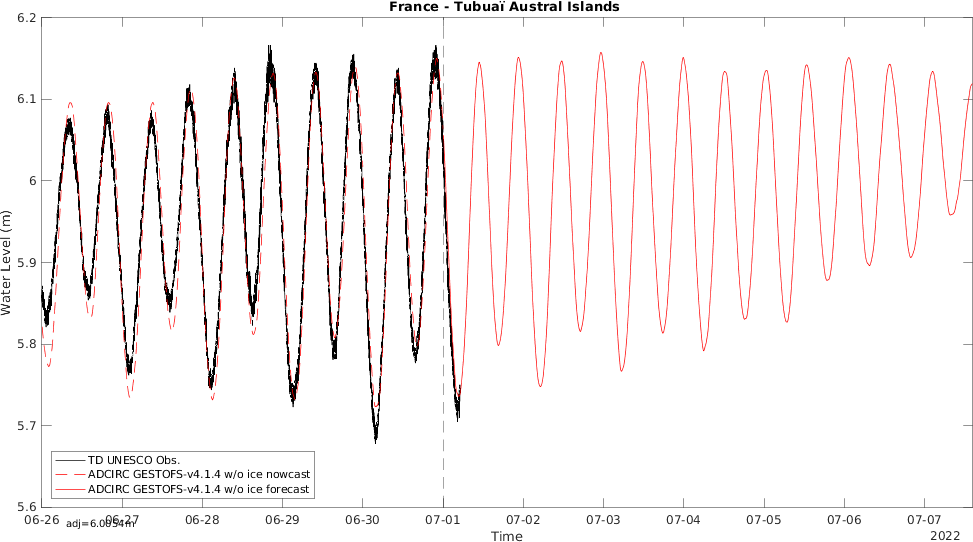 France - Tubuaï Austral Islands
6.2
6.1
6
5.9
5.8
5.7
5.6
Water Level (m)
TD UNESCO Obs.
ADCIRC GESTOFS-v4.1.4 w/o ice nowcast
ADCIRC GESTOFS-v4.1.4 w/o ice forecast
06-26 06-27 06-28 06-29 06-30 07-01 07-02 07-03 07-04 07-05 07-06 07-07
adj=6.0054m
Time
2022